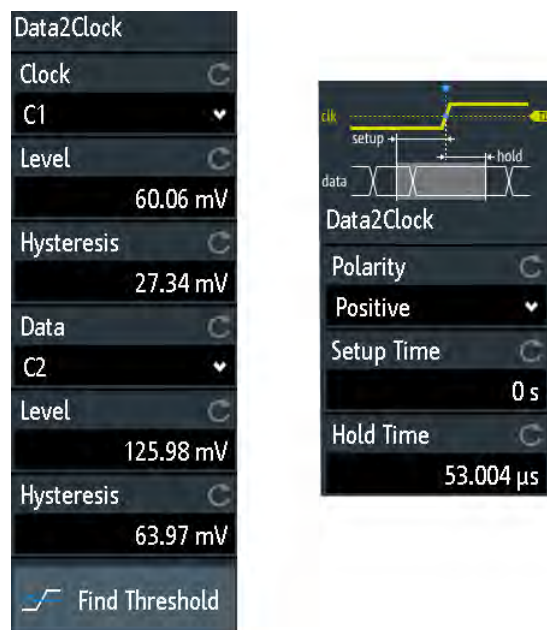 Data2Clock
Clock
C1
Level
60.06 mV
Hysteresis
27.34 mV
Data
C2
Level
125.98 mV
Hysteresis
63.97 mV
Find Threshold
clk
setup
hold
data
Data2Clock
Polarity
Positive
Setup Time
0 s
Hold Time
53.004 µs